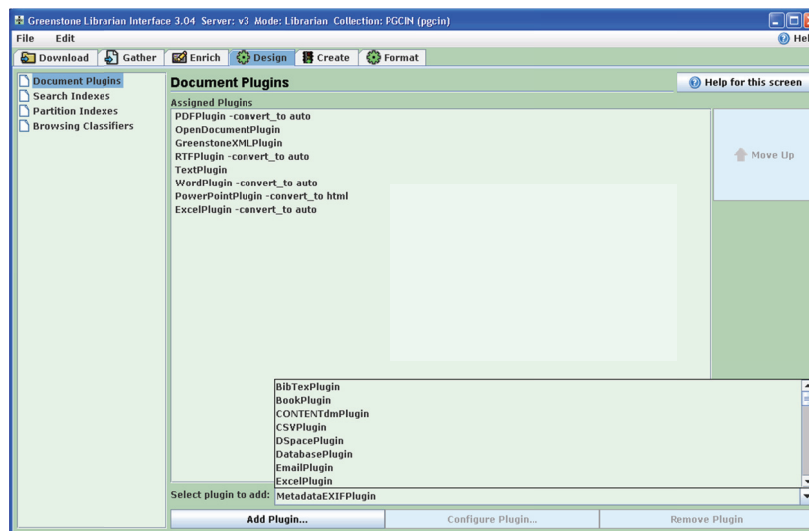 Greenstone Librarian Interface 3.04 Server: v3 Mode: Librarian Collection: PGCIN (pgcin)
File Edit Help
Download Gather Enrich Design Create Format
Document Plugins
Search Indexes
Partition Indexes
Browsing Classifiers
Document Plugins
Help for this screen
Assigned Plugins
PDFPlugin -convert_to auto
OpenDocumentPlugin
GreenstoneXMLPlugin
RTFPlugin -convert_to auto
TextPlugin
WordPlugin -convert_to auto
PowerPointPlugin -convert_to html
ExcelPlugin -convert_to auto
Move Up
BibTexPlugin
BookPlugin
CONTENTdmPlugin
CSVPlugin
DSpacePlugin
DatabasePlugin
EmailPlugin
ExcelPlugin
Select plugin to add: MetadataEXIFPlugin
Add Plugin... Configure Plugin... Remove Plugin